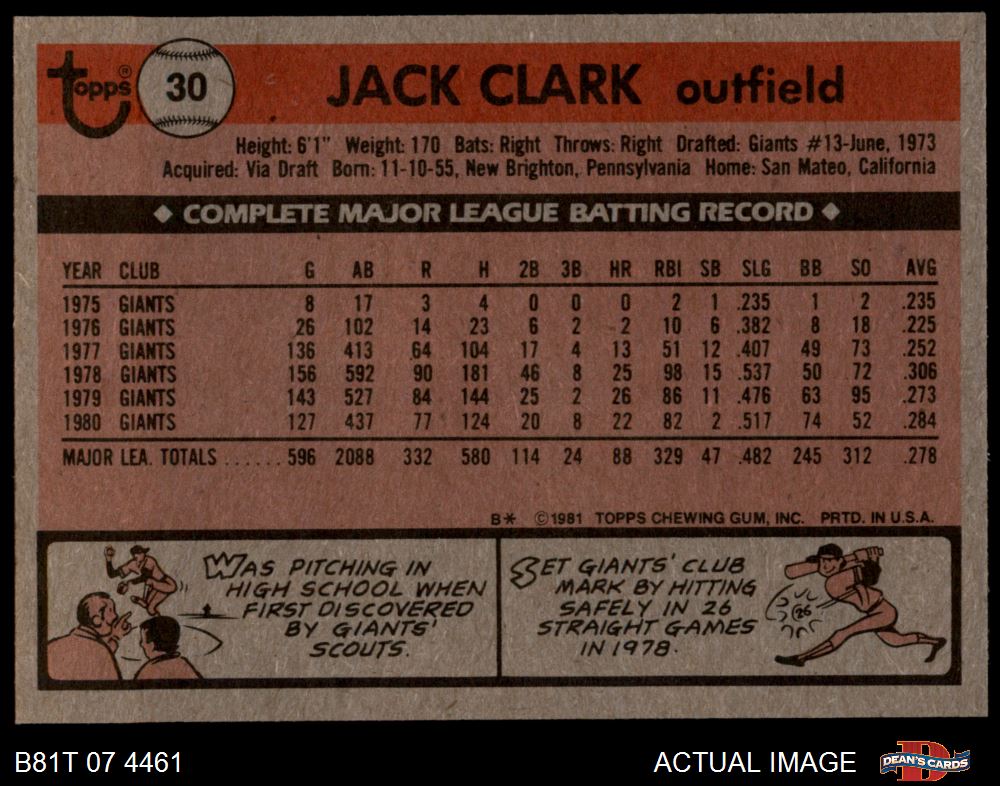 topps® 30 JACK CLARK outfield
Height: 6'1" Weight: 170 Bats: Right Throws: Right Drafted: Giants #13-June, 1973
Acquired: Via Draft Born: 11-10-55, New Brighton, Pennsylvania Home: San Mateo, California
◆ COMPLETE MAJOR LEAGUE BATTING RECORD ◆
YEAR CLUB G AB R H 2B 3B HR RBI SB SLG BB SO AVG
1975 GIANTS 8 17 3 4 0 0 0 2 1 .235 1 2 .235
1976 GIANTS 26 102 14 23 6 2 2 10 6 .382 8 18 .225
1977 GIANTS 136 413 64 104 17 4 13 51 12 .407 49 73 .252
1978 GIANTS 156 592 90 181 46 8 25 98 15 .537 50 72 .306
1979 GIANTS 143 527 84 144 25 2 26 86 11 .476 63 95 .273
1980 GIANTS 127 437 77 124 20 8 22 82 2 .517 74 52 .284
MAJOR LEA. TOTALS ...... 596 2088 332 580 114 24 88 329 47 .482 245 312 .278
B* ©1981 TOPPS CHEWING GUM, INC. PRTD. IN U.S.A.
WAS PITCHING IN
HIGH SCHOOL WHEN
FIRST DISCOVERED
BY GIANTS'
SCOUTS.
SET GIANTS' CLUB
MARK BY HITTING
SAFELY IN 26
STRAIGHT GAMES
IN 1978.
26
B81T 07 4461
ACTUAL IMAGE
D
DEAN'S CARDS